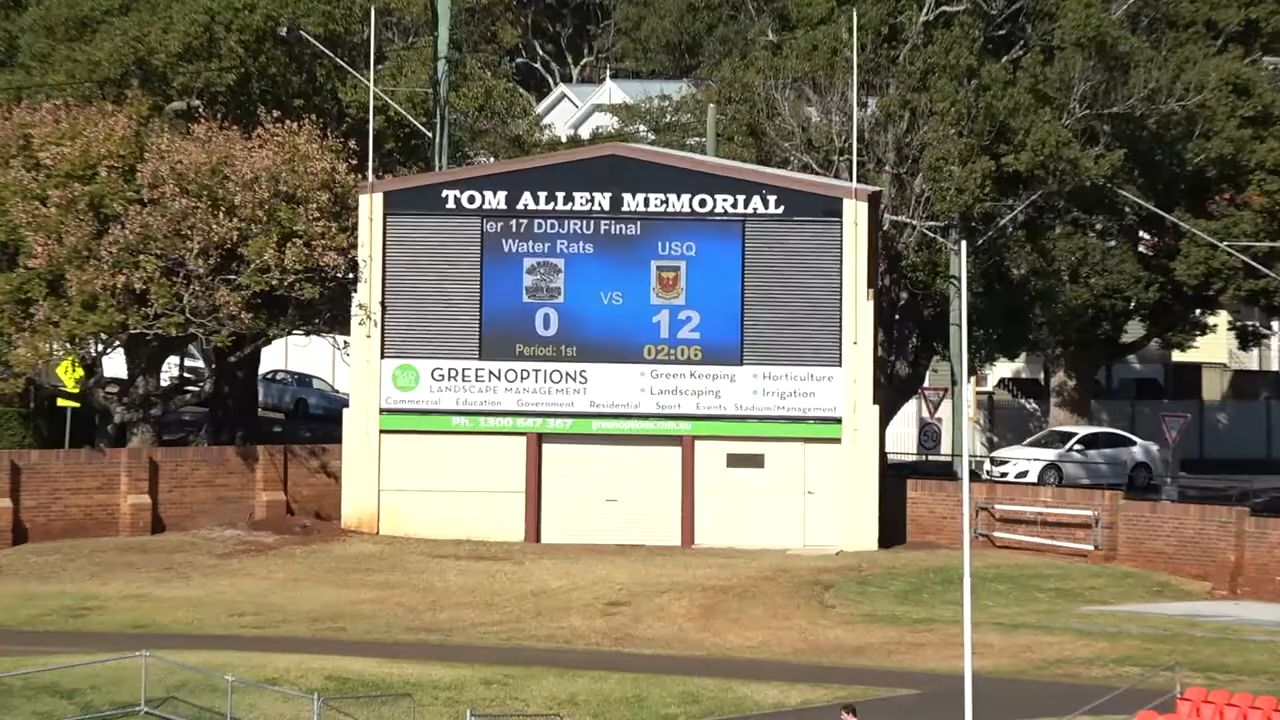 TOM ALLEN MEMORIAL
er 17 DDJRU Final
Water Rats USQ
VS
0 12
Period: 1st 02:06
GREENOPTIONS
LANDSCAPE MANAGEMENT
Green Keeping Horticulture
Landscaping Irrigation
Commercial Education Government Residential Sport Events Stadium/Management
Ph. 1300 647 367 greenoptions.com.au
50